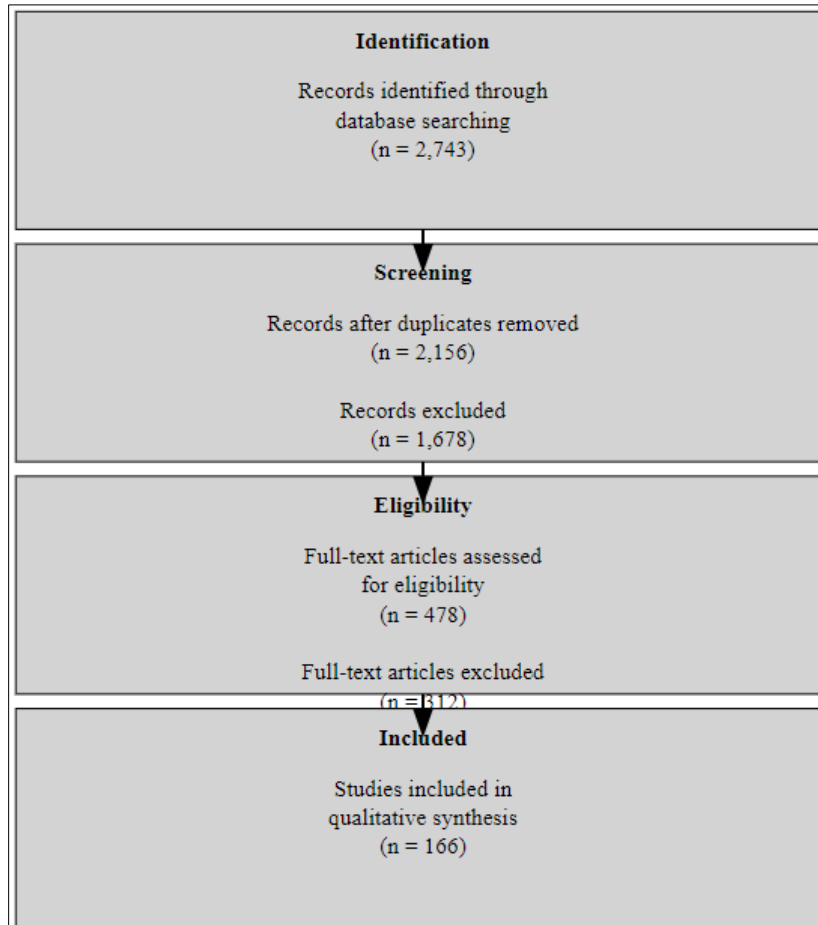 Identification
Records identified through
database searching
(n = 2,743)
Screening
Records after duplicates removed
(n = 2,156)
Records excluded
(n = 1,678)
Eligibility
Full-text articles assessed
for eligibility
(n = 478)
Full-text articles excluded
(n = 312)
Included
Studies included in
qualitative synthesis
(n = 166)